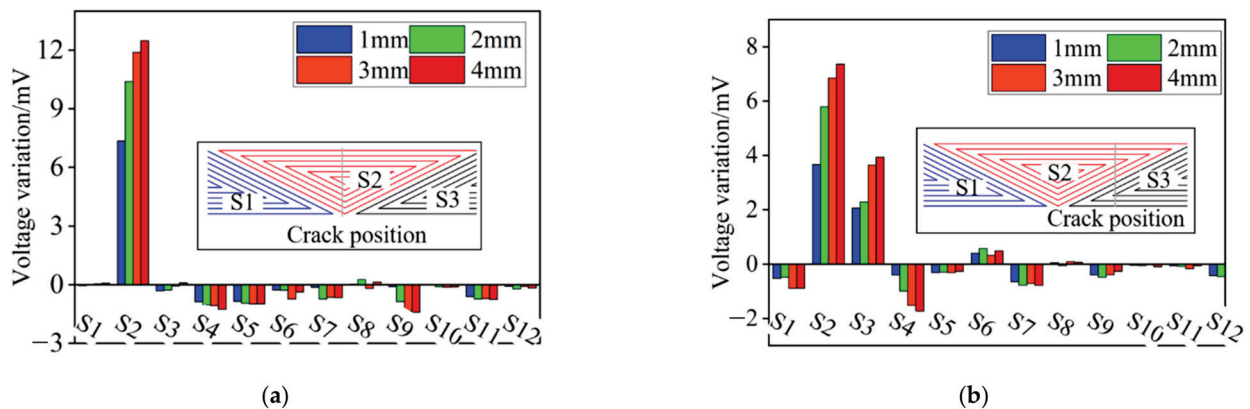 12
9
6
3
0
−3
Voltage variation/mV
1mm 2mm
3mm 4mm
S1 S2 S3
Crack position
S1 S2 S3 S4 S5 S6 S7 S8 S9 S10 S11 S12
(a)
8
6
4
2
0
−2
Voltage variation/mV
1mm 2mm
3mm 4mm
S1 S2 S3
Crack position
S1 S2 S3 S4 S5 S6 S7 S8 S9 S10 S11 S12
(b)